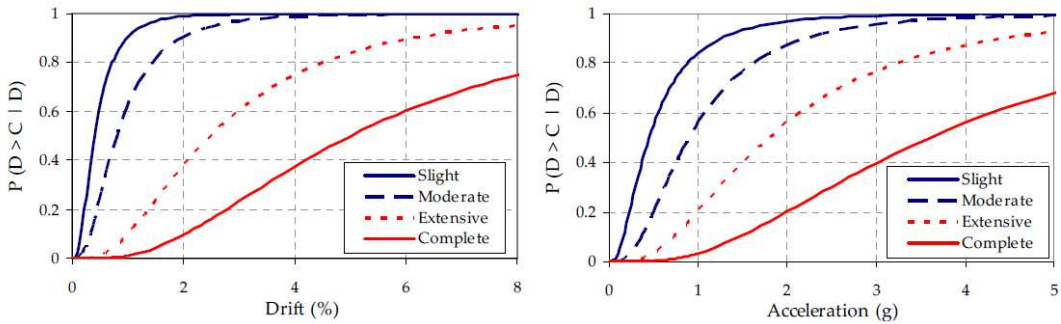 P (D > C | D)
1
0.8
0.6
0.4
0.2
0
0 2 4 6 8
Drift (%)
Slight
Moderate
Extensive
Complete
P (D > C | D)
1
0.8
0.6
0.4
0.2
0
0 1 2 3 4 5
Acceleration (g)
Slight
Moderate
Extensive
Complete